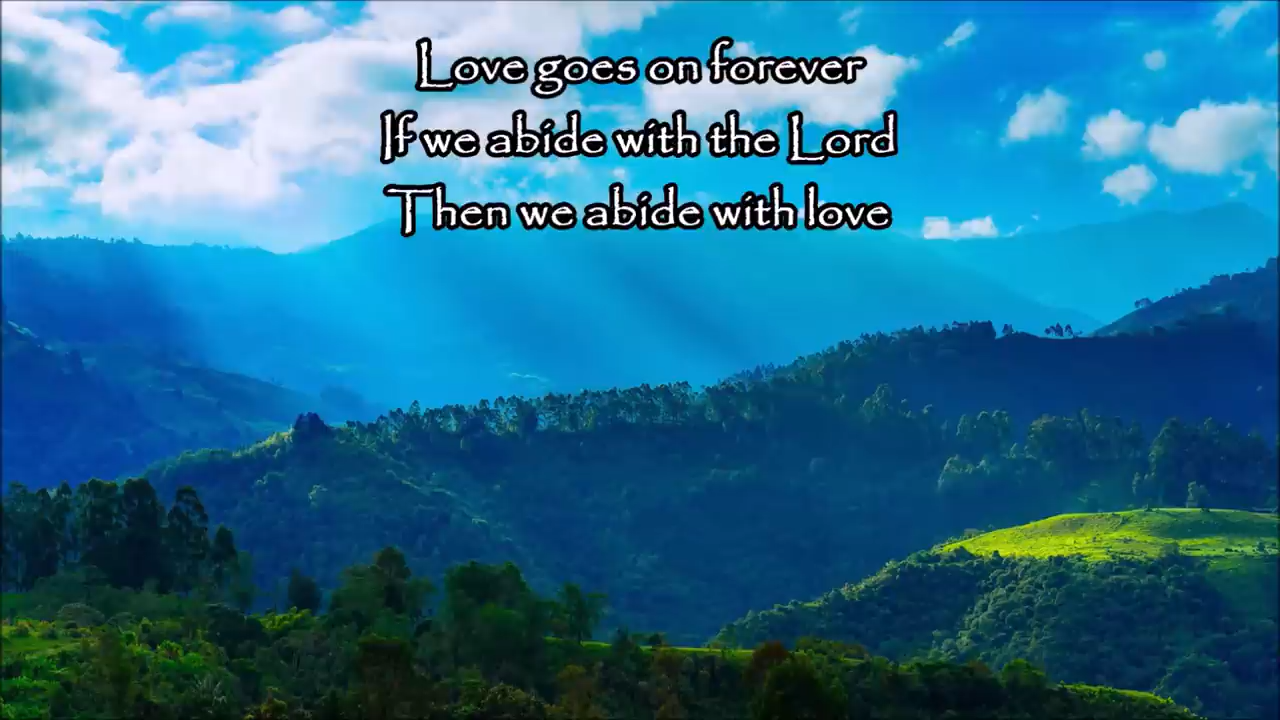 Love goes on forever
If we abide with the Lord
Then we abide with love